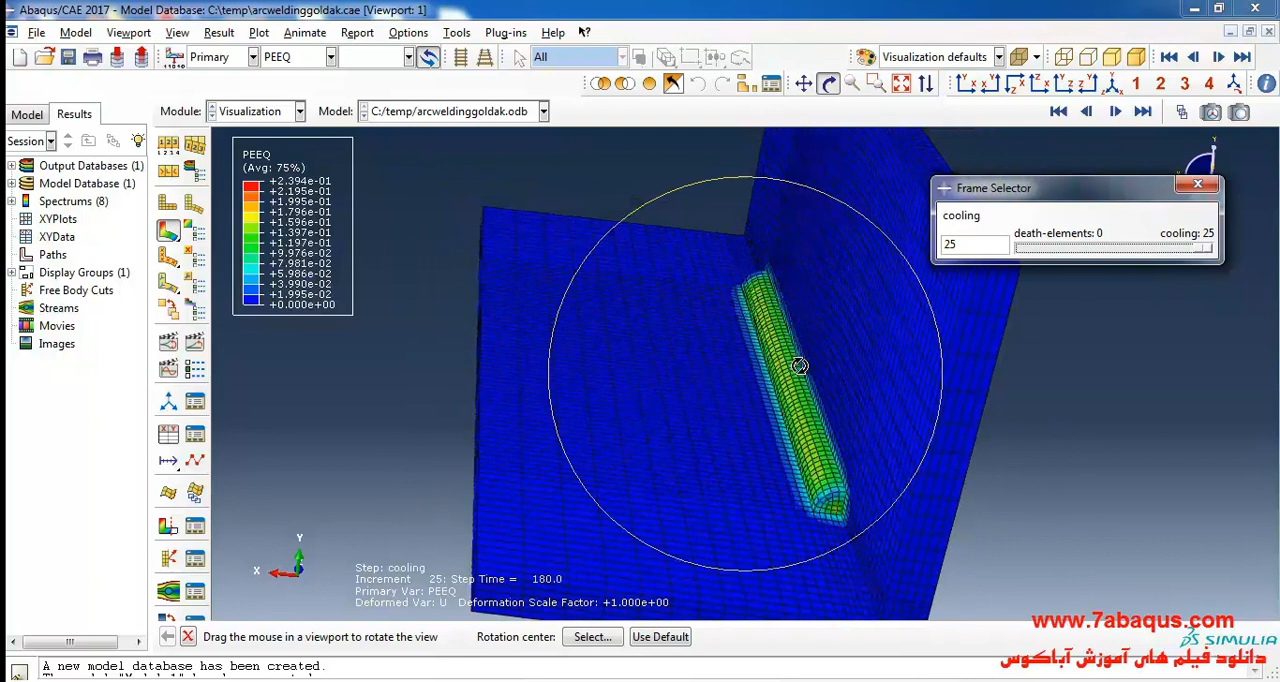 Abaqus/CAE 2017 - Model Database: C:\temp\arcweldinggoldak.cae [Viewport: 1]
File Model Viewport View Result Plot Animate Report Options Tools Plug-ins Help
Primary PEEQ All Visualization defaults
1 2 3
Model Results Module: Visualization Model: C:/temp/arcweldinggoldak.odb
Session
Output Databases (1)
Model Database (1)
Spectrums (8)
XYPlots
XYData
Paths
Display Groups (1)
Free Body Cuts
Streams
Movies
Images
PEEQ
(Avg: 75%)
+2.394e-01
+2.195e-01
+1.995e-01
+1.796e-01
+1.596e-01
+1.397e-01
+1.197e-01
+9.976e-02
+7.981e-02
+5.986e-02
+3.990e-02
+1.995e-02
+0.000e+00
Y
Frame Selector
cooling
death-elements: 0 cooling: 25
25
Y
X
Step: cooling
Increment 25: Step Time = 180.0
Primary Var: PEEQ
Deformed Var: U Deformation Scale Factor: +1.000e+00
Drag the mouse in a viewport to rotate the view Rotation center: Select... Use Default
www.7abaqus.com
SIMULIA
دانلود فیلم های آموزش آباکوس
A new model database has been created.